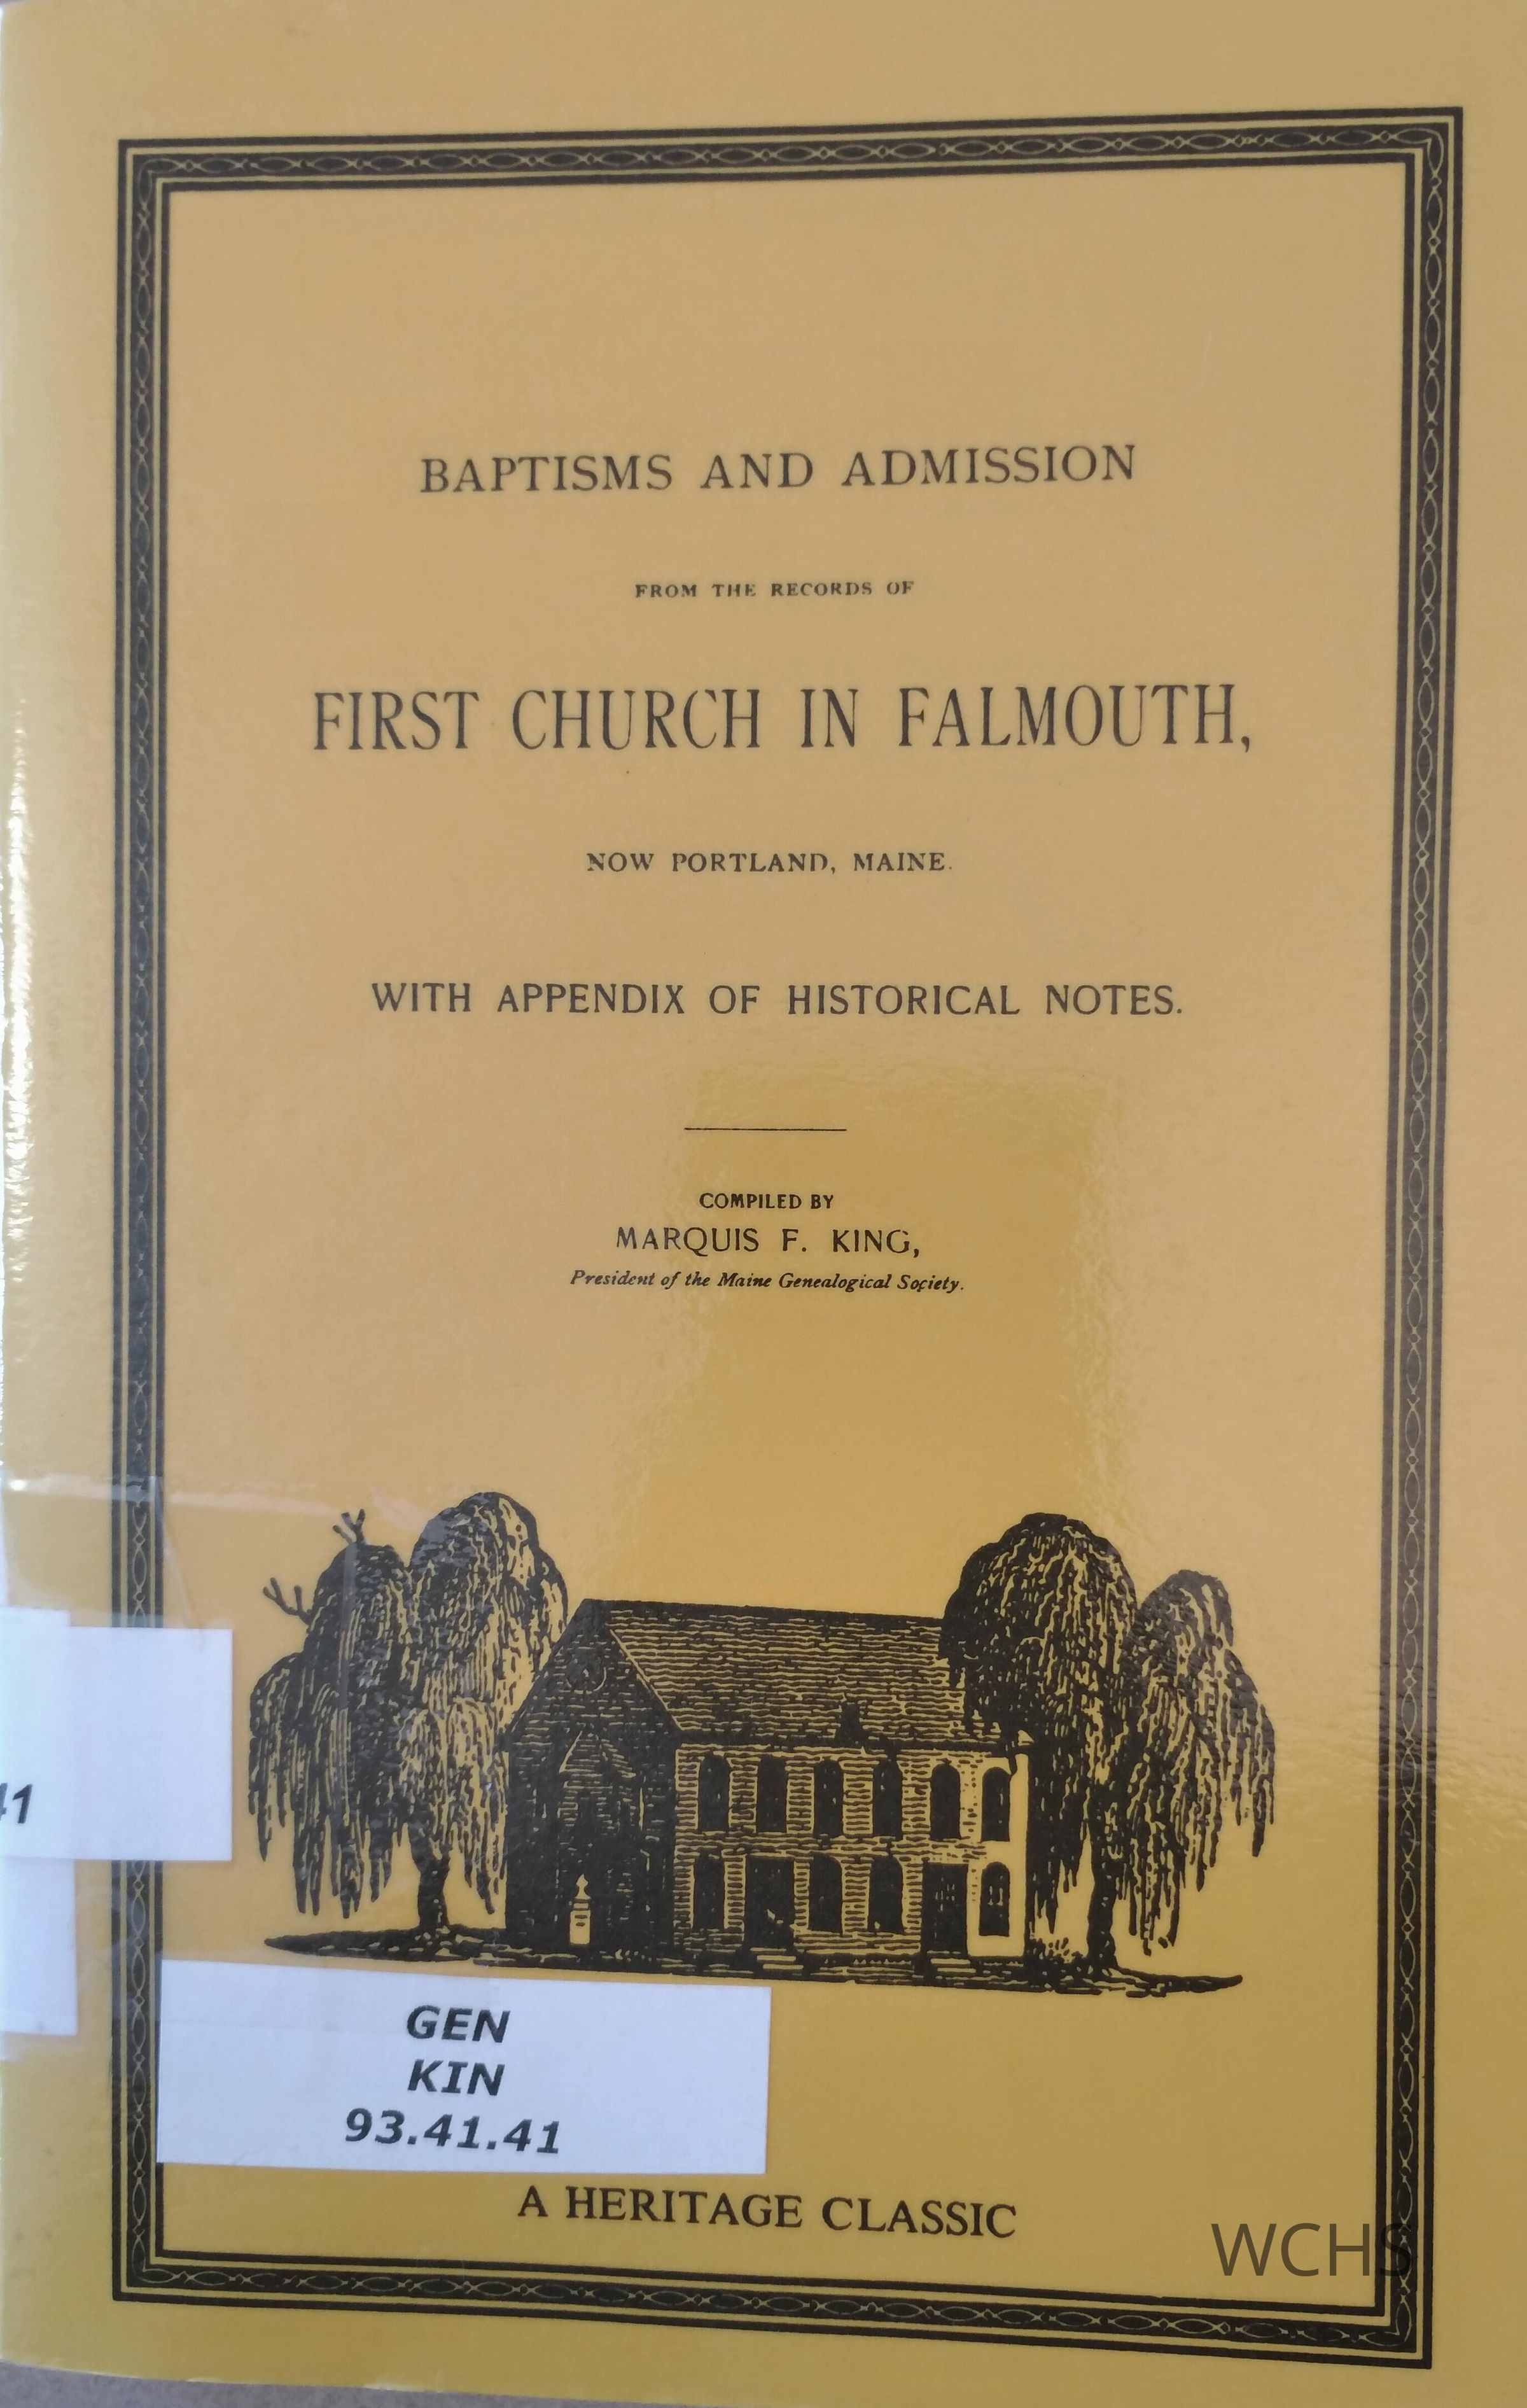 BAPTISMS AND ADMISSION
FROM THE RECORDS OF
FIRST CHURCH IN FALMOUTH,
NOW PORTLAND, MAINE.
WITH APPENDIX OF HISTORICAL NOTES.
COMPILED BY
MARQUIS F. KING,
President of the Maine Genealogical Society.
GEN
KIN
93.41.41
A HERITAGE CLASSIC
WCHS